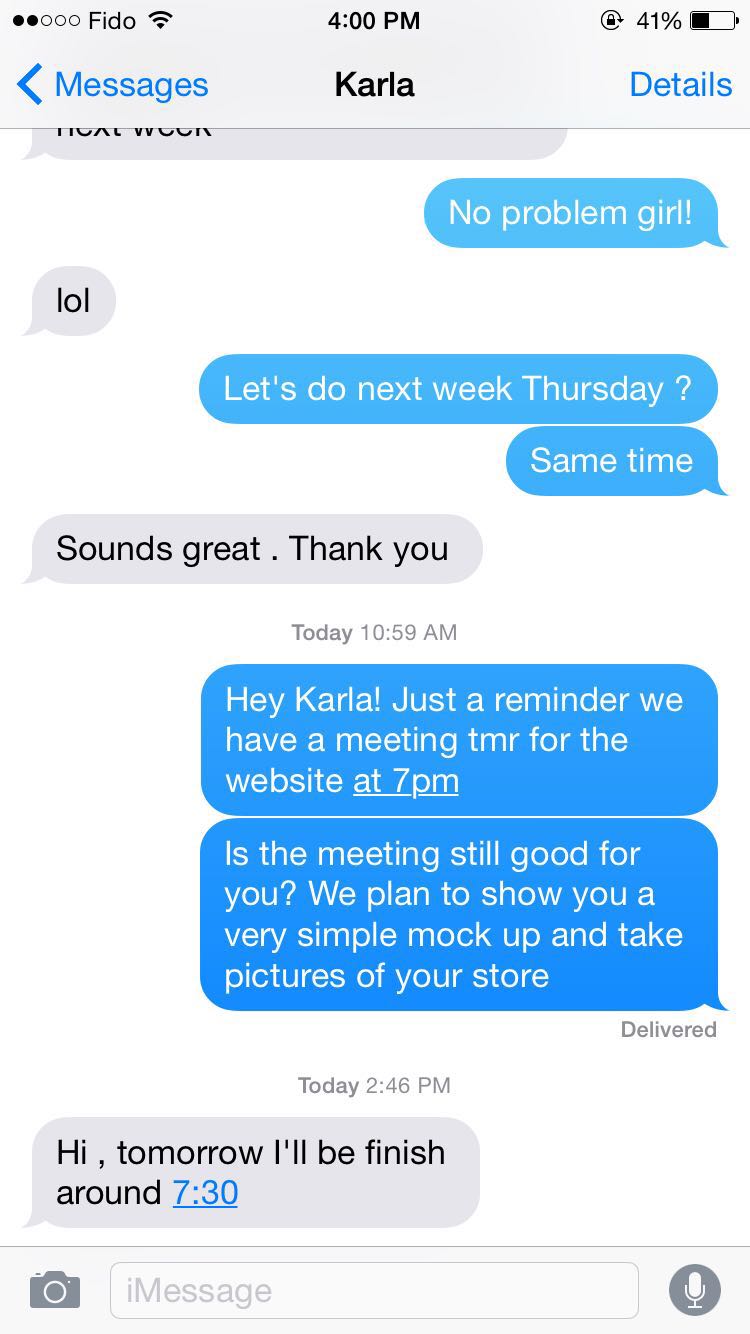 Fido
4:00 PM
41%
Messages
Karla
Details
next week
No problem girl!
lol
Let's do next week Thursday ?
Same time
Sounds great . Thank you
Today 10:59 AM
Hey Karla! Just a reminder we
have a meeting tmr for the
website at 7pm
Is the meeting still good for
you? We plan to show you a
very simple mock up and take
pictures of your store
Delivered
Today 2:46 PM
Hi , tomorrow I'll be finish
around 7:30
iMessage